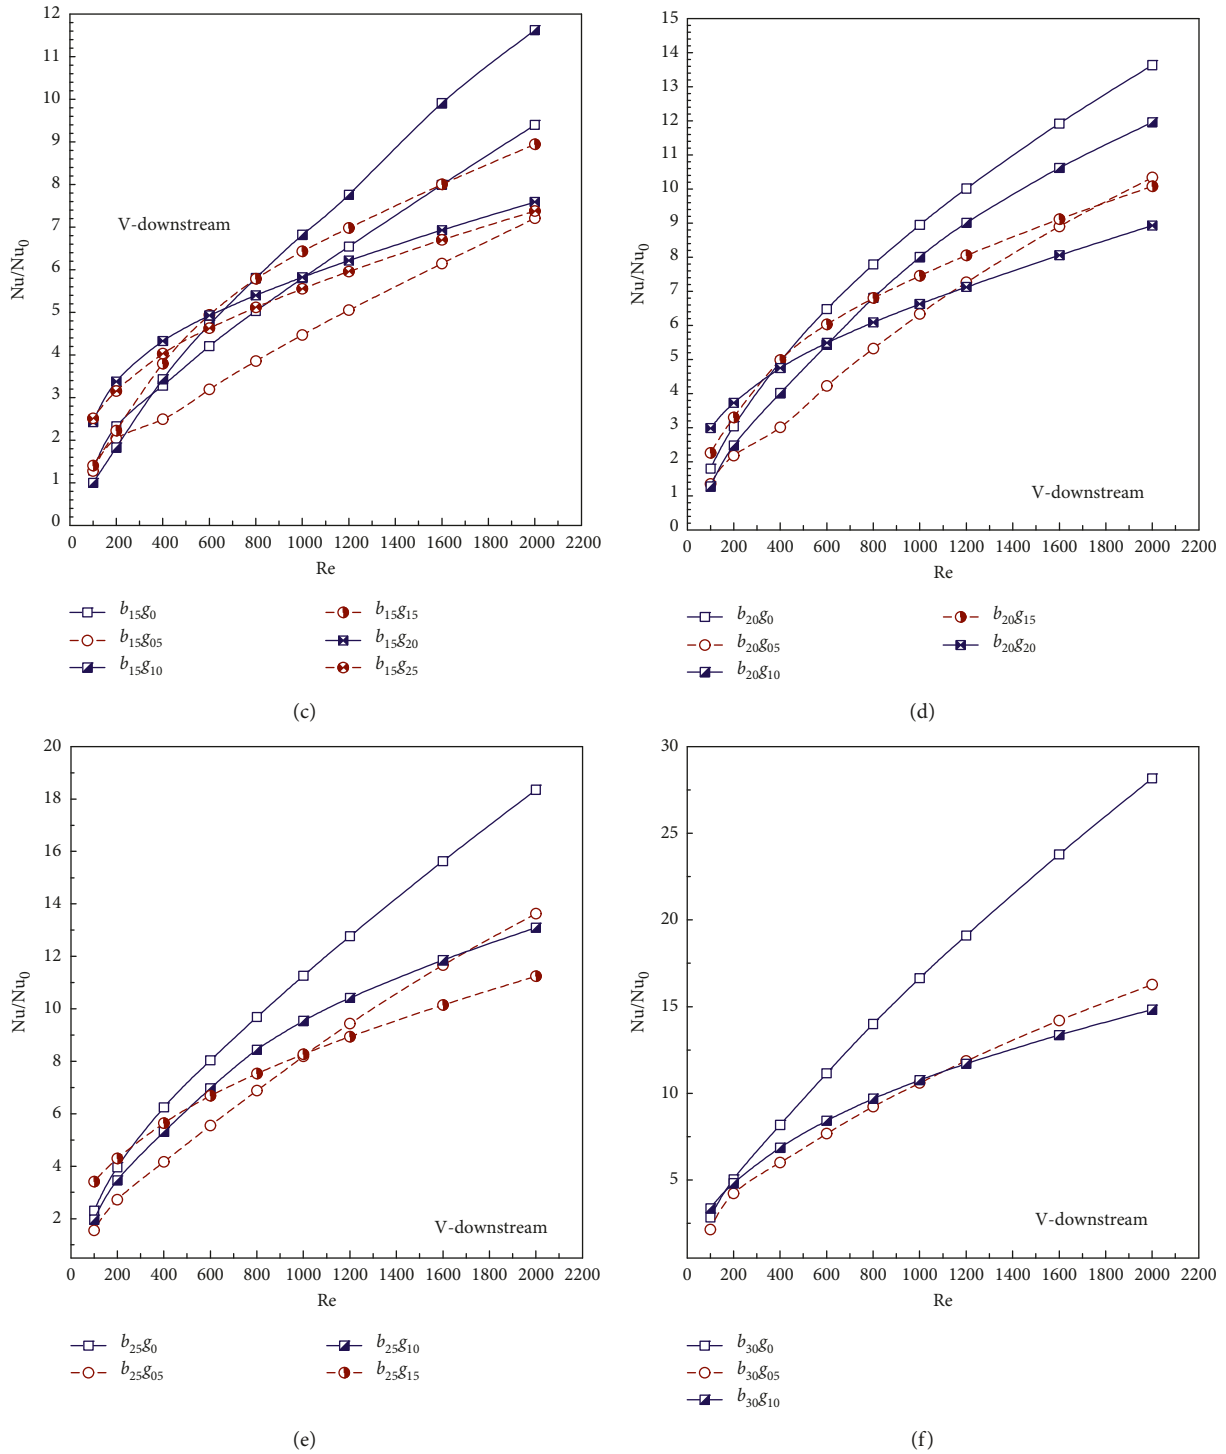 12
11
10
9
8
7
6
5
4
3
2
1
0
Nu/Nu0
V-downstream
0 200 400 600 800 1000 1200 1400 1600 1800 2000 2200
Re
b15g0
b15g05
b15g10
b15g15
b15g20
b15g25
(c)
15
14
13
12
11
10
9
8
7
6
5
4
3
2
1
0
Nu/Nu0
V-downstream
0 200 400 600 800 1000 1200 1400 1600 1800 2000 2200
Re
b20g0
b20g05
b20g10
b20g15
b20g20
(d)
20
18
16
14
12
10
8
6
4
2
Nu/Nu0
V-downstream
0 200 400 600 800 1000 1200 1400 1600 1800 2000 2200
Re
b25g0
b25g05
b25g10
b25g15
(e)
30
25
20
15
10
5
Nu/Nu0
V-downstream
0 200 400 600 800 1000 1200 1400 1600 1800 2000 2200
Re
b30g0
b30g05
b30g10
(f)